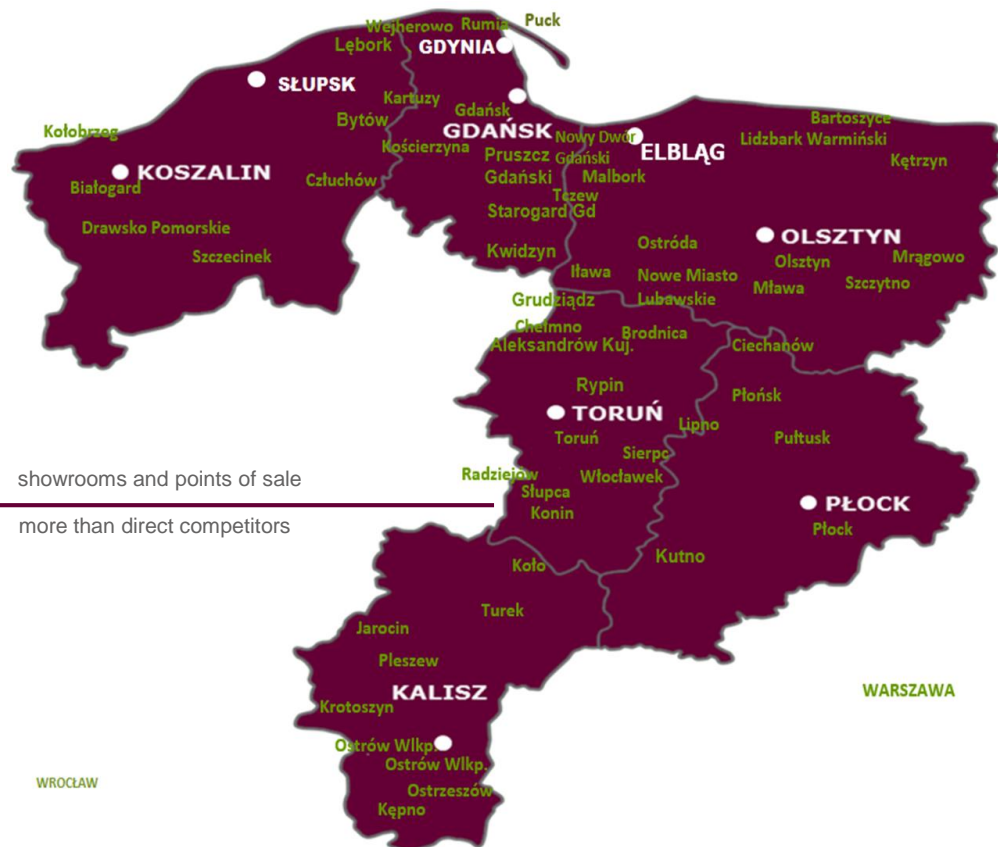 Puck
Wejherowo
Rumia
Lębork
GDYNIA
SŁUPSK
Kartuzy
Gdańsk
Bytów
Bartoszyce
Kołobrzeg
GDAŃSK
Nowy Dwór
Gdański
Lidzbark Warmiński
Kościerzyna
ELBLĄG
Pruszcz
Gdański
Kętrzyn
KOSZALIN
Malbork
Białogard
Człuchów
Tczew
Starogard Gd
Drawsko Pomorskie
OLSZTYN
Szczecinek
Kwidzyn
Ostróda
Olsztyn
Mrągowo
Iława
Nowe Miasto
Lubawskie
Mława
Szczytno
Grudziądz
Chełmno
Brodnica
Aleksandrów Kuj.
Ciechanów
Rypin
Płońsk
TORUŃ
Lipno
Toruń
Pułtusk
Sierpc
Radziejów
Włocławek
showrooms and points of sale
Słupca
Konin
PŁOCK
more than direct competitors
Płock
Kutno
Koło
Turek
Jarocin
Pleszew
KALISZ
WARSZAWA
Krotoszyn
Ostrów Wlkp.
Ostrów Wlkp.
WROCŁAW
Ostrzeszów
Kępno